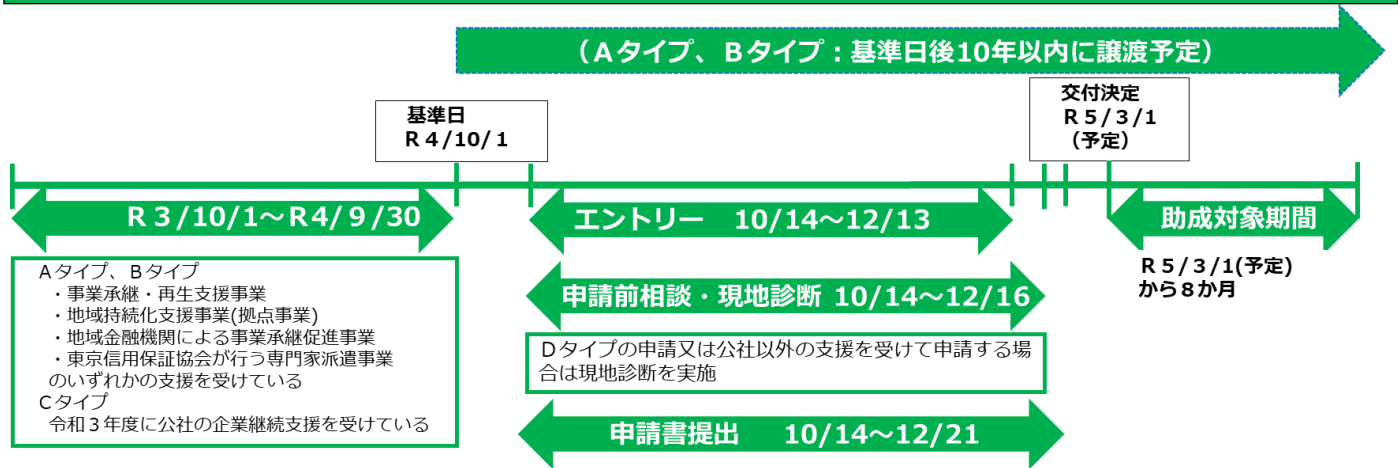 （Aタイプ、Bタイプ：基準日後10年以内に譲渡予定）
基準日
R４/10/１
交付決定
R５/３/１
(予定)
R３/10/１～R４/９/30
エントリー　10/14～12/13
助成対象期間
R５/３/１(予定)
から８か月
Aタイプ、Bタイプ
・事業承継・再生支援事業
・地域持続化支援事業(拠点事業)
・地域金融機関による事業承継促進事業
・東京信用保証協会が行う専門家派遣事業
のいずれかの支援を受けている
Cタイプ
令和３年度に公社の企業継続支援を受けている
申請前相談・現地診断 10/14～12/16
Dタイプの申請又は公社以外の支援を受けて申請する場
合は現地診断を実施
申請書提出　10/14～12/21